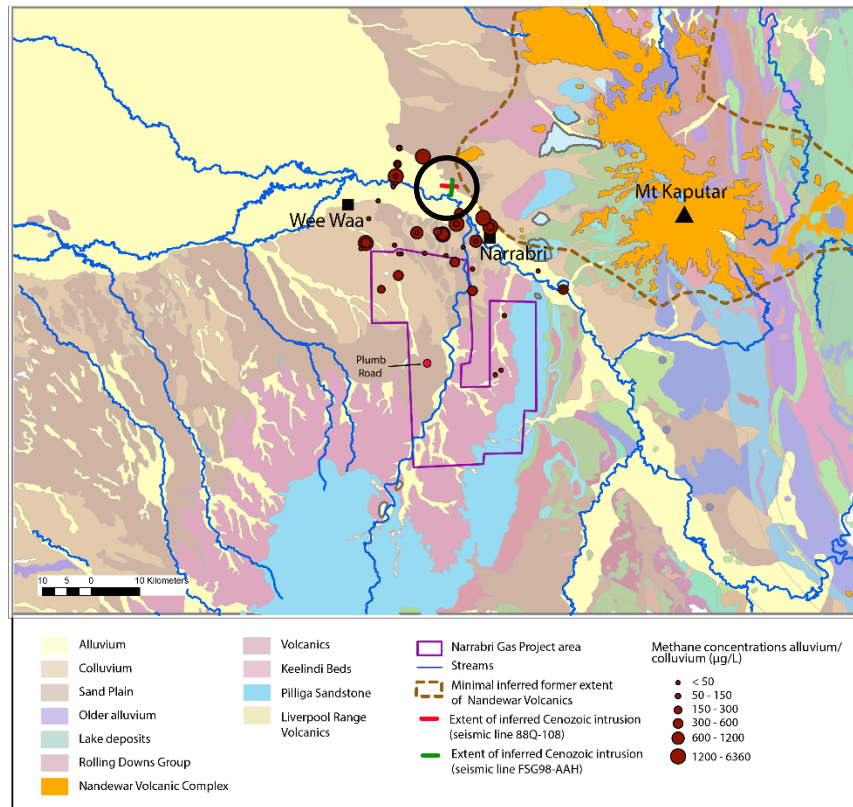 Mt Kaputar
Wee Waa
Narrabri
Plumb
Road
10 5 0 10 Kilometers
Alluvium
Colluvium
Sand Plain
Older alluvium
Lake deposits
Rolling Downs Group
Nandewar Volcanic Complex
Volcanics
Keelindi Beds
Pilliga Sandstone
Liverpool Range
Volcanics
Narrabri Gas Project area
Streams
Minimal inferred former extent
of Nandewar Volcanics
Extent of inferred Cenozoic intrusion
(seismic line 88Q-108)
Extent of inferred Cenozoic intrusion
(seismic line FSG98-AAH)
Methane concentrations alluvium/
colluvium (µg/L)
< 50
50 - 150
150 - 300
300 - 600
600 - 1200
1200 - 6360